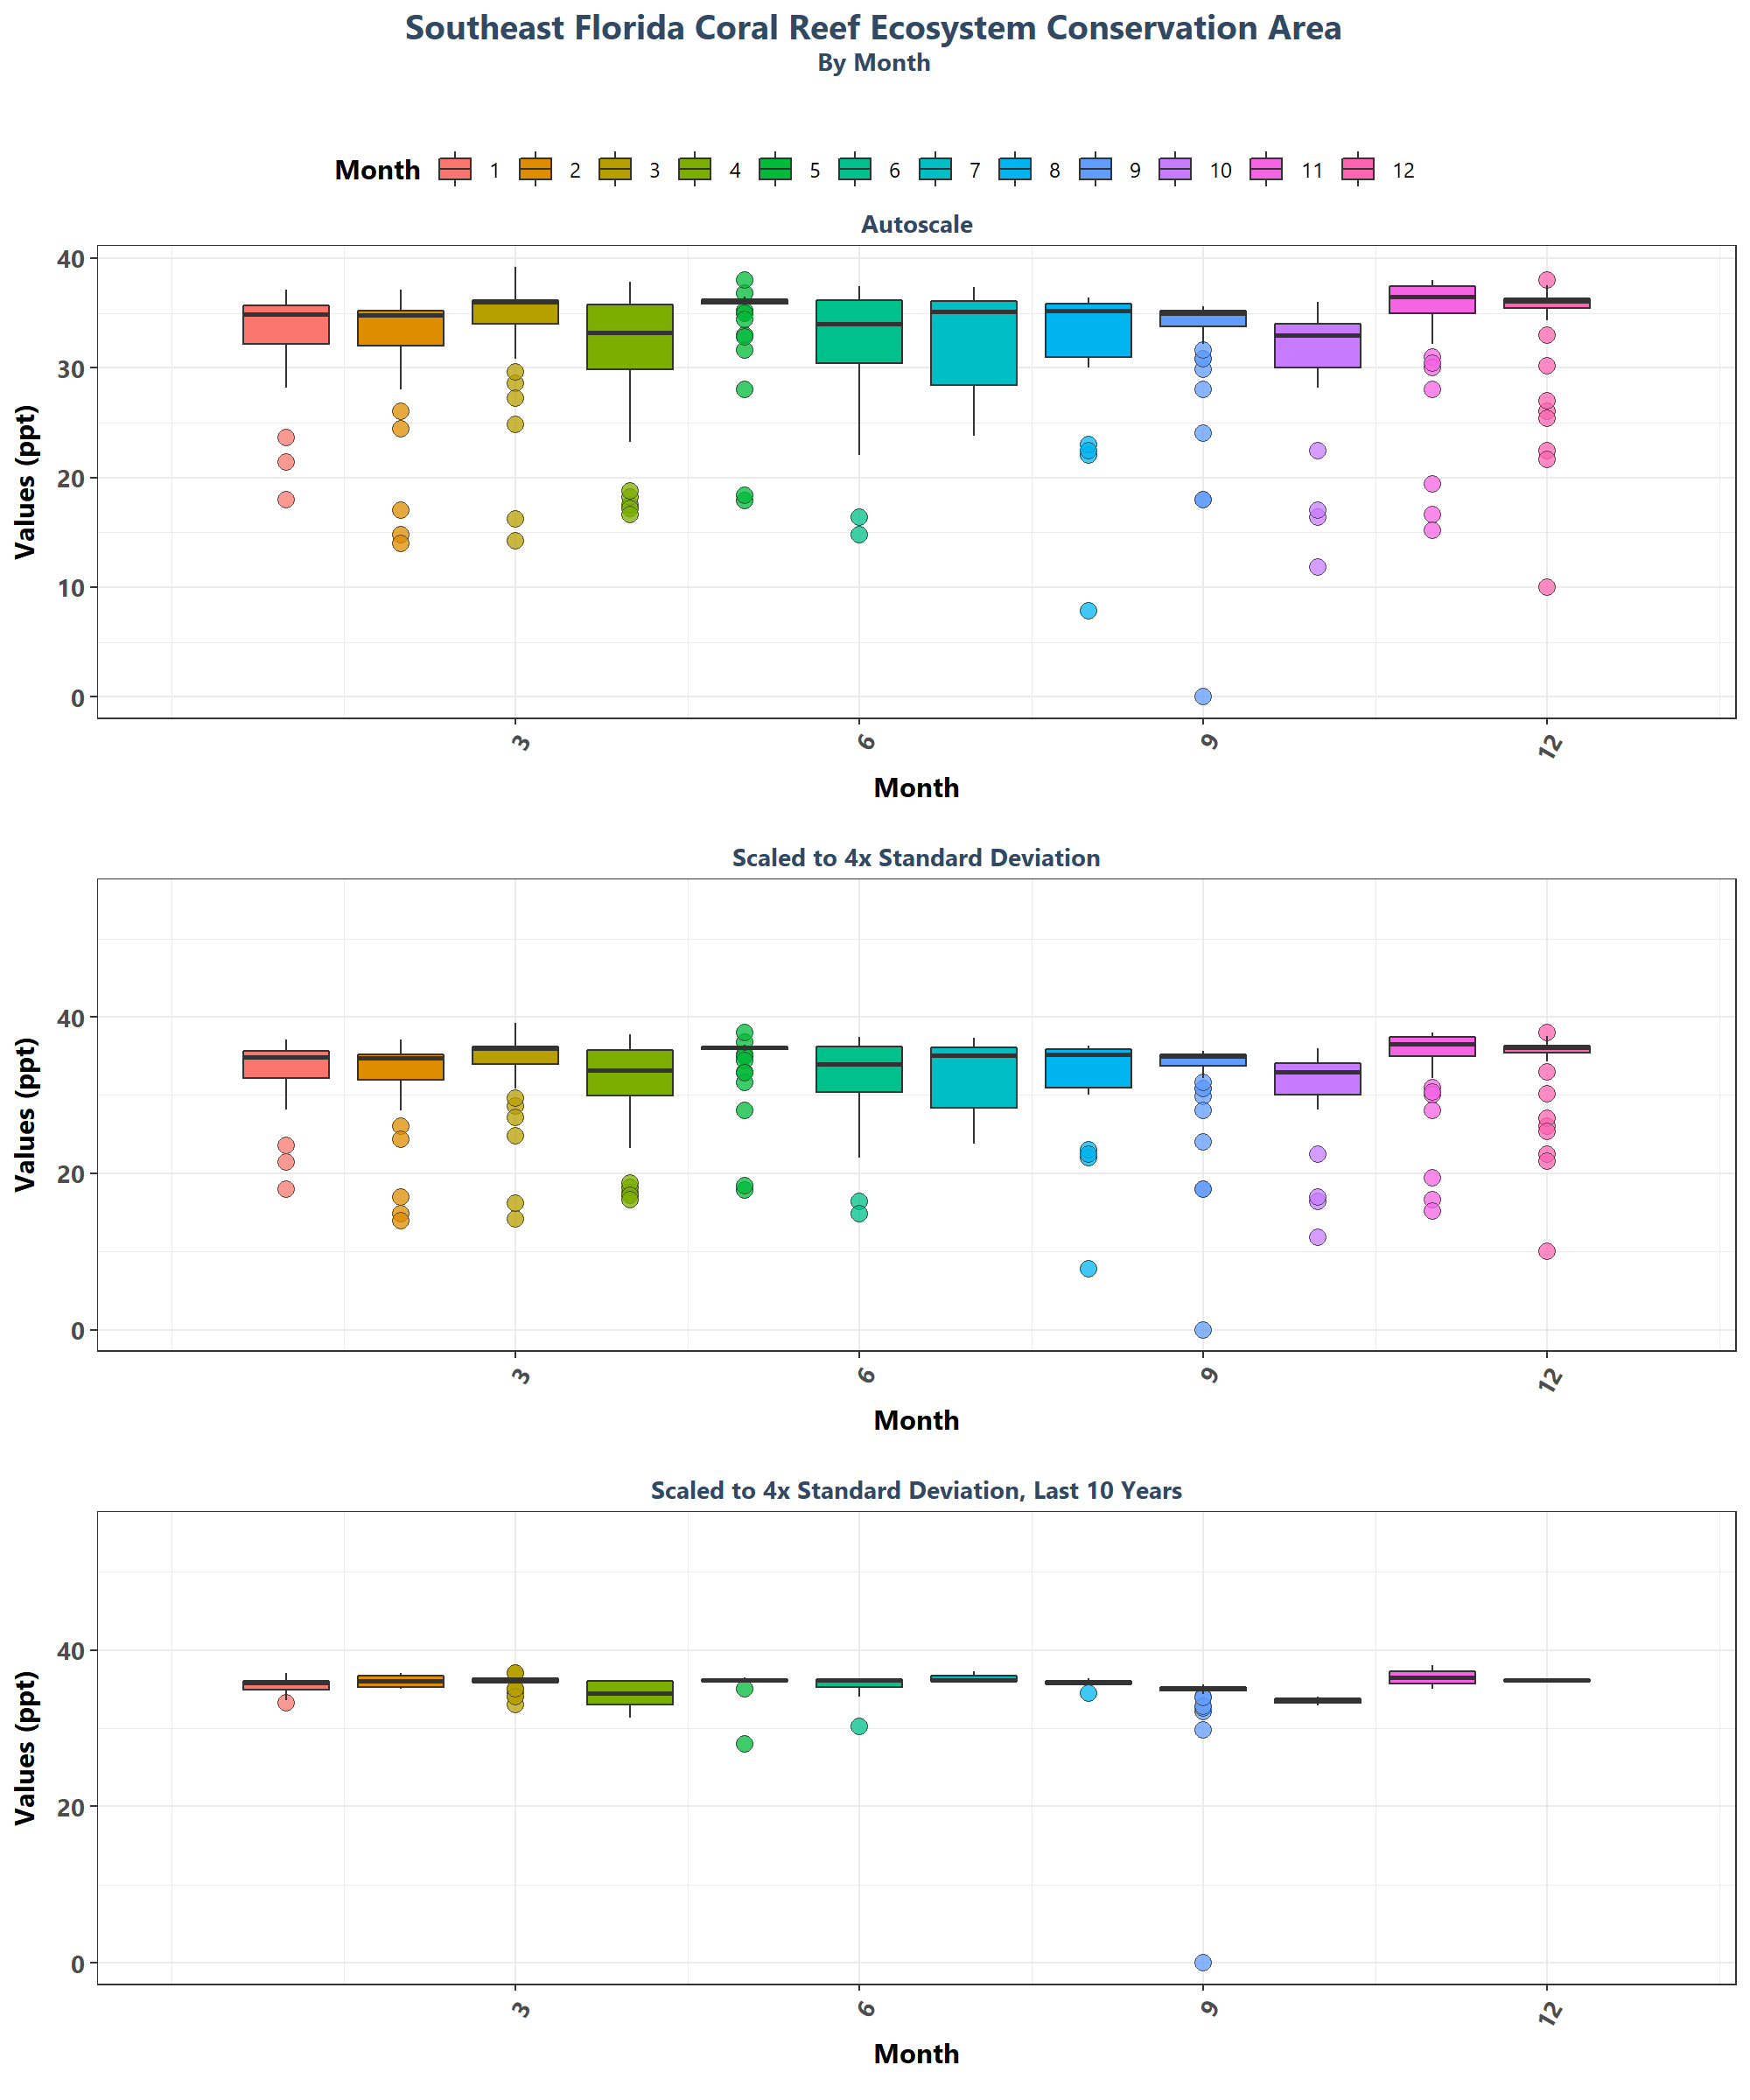 Southeast Florida Coral Reef Ecosystem Conservation Area
By Month
Month 1 2 3 4 5 6 7 8 9 10 11 12
Autoscale
Values (ppt)
40
30
20
10
0
3 6 9 12
Month
Scaled to 4x Standard Deviation
Values (ppt)
40
20
0
3 6 9 12
Month
Scaled to 4x Standard Deviation, Last 10 Years
Values (ppt)
40
20
0
3 6 9 12
Month